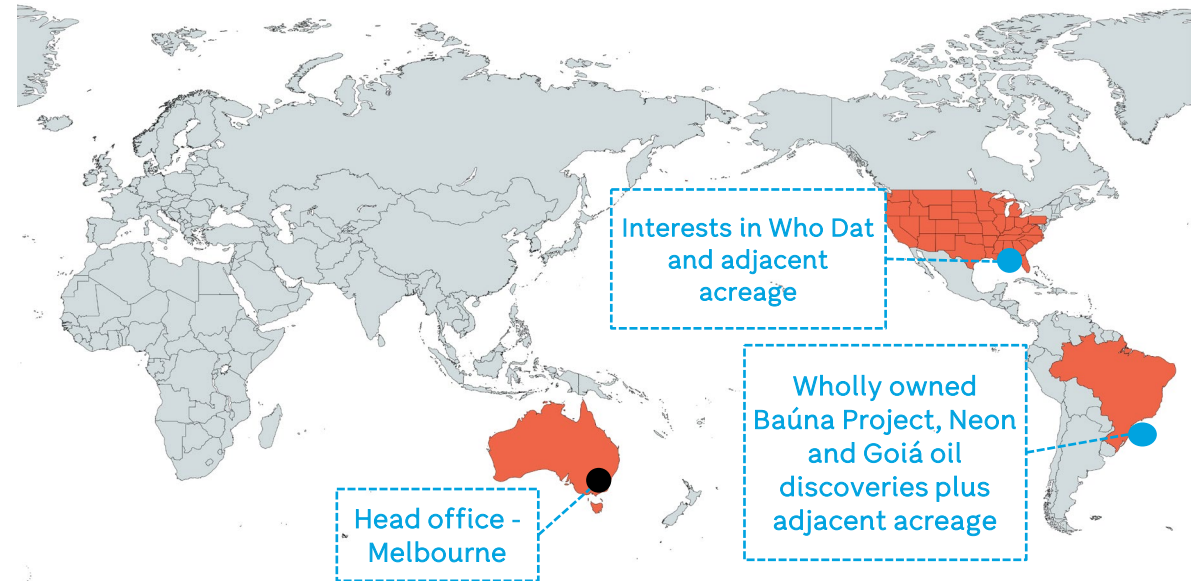 Interests in Who Dat
and adjacent
acreage
Wholly owned
Baúna Project, Neon
and Goiá oil
discoveries plus
adjacent acreage
Head office -
Melbourne